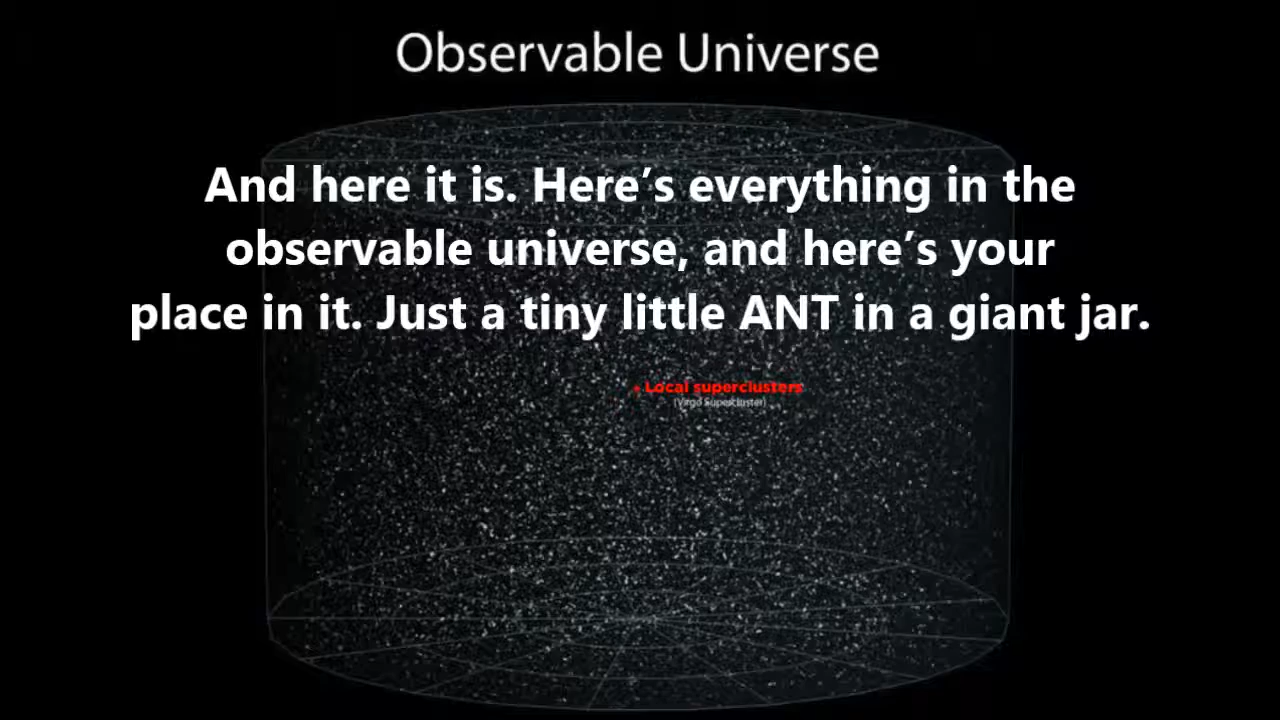 Observable Universe
And here it is. Here’s everything in the
observable universe, and here’s your
place in it. Just a tiny little ANT in a giant jar.
Local superclusters
(Virgo Supercluster)